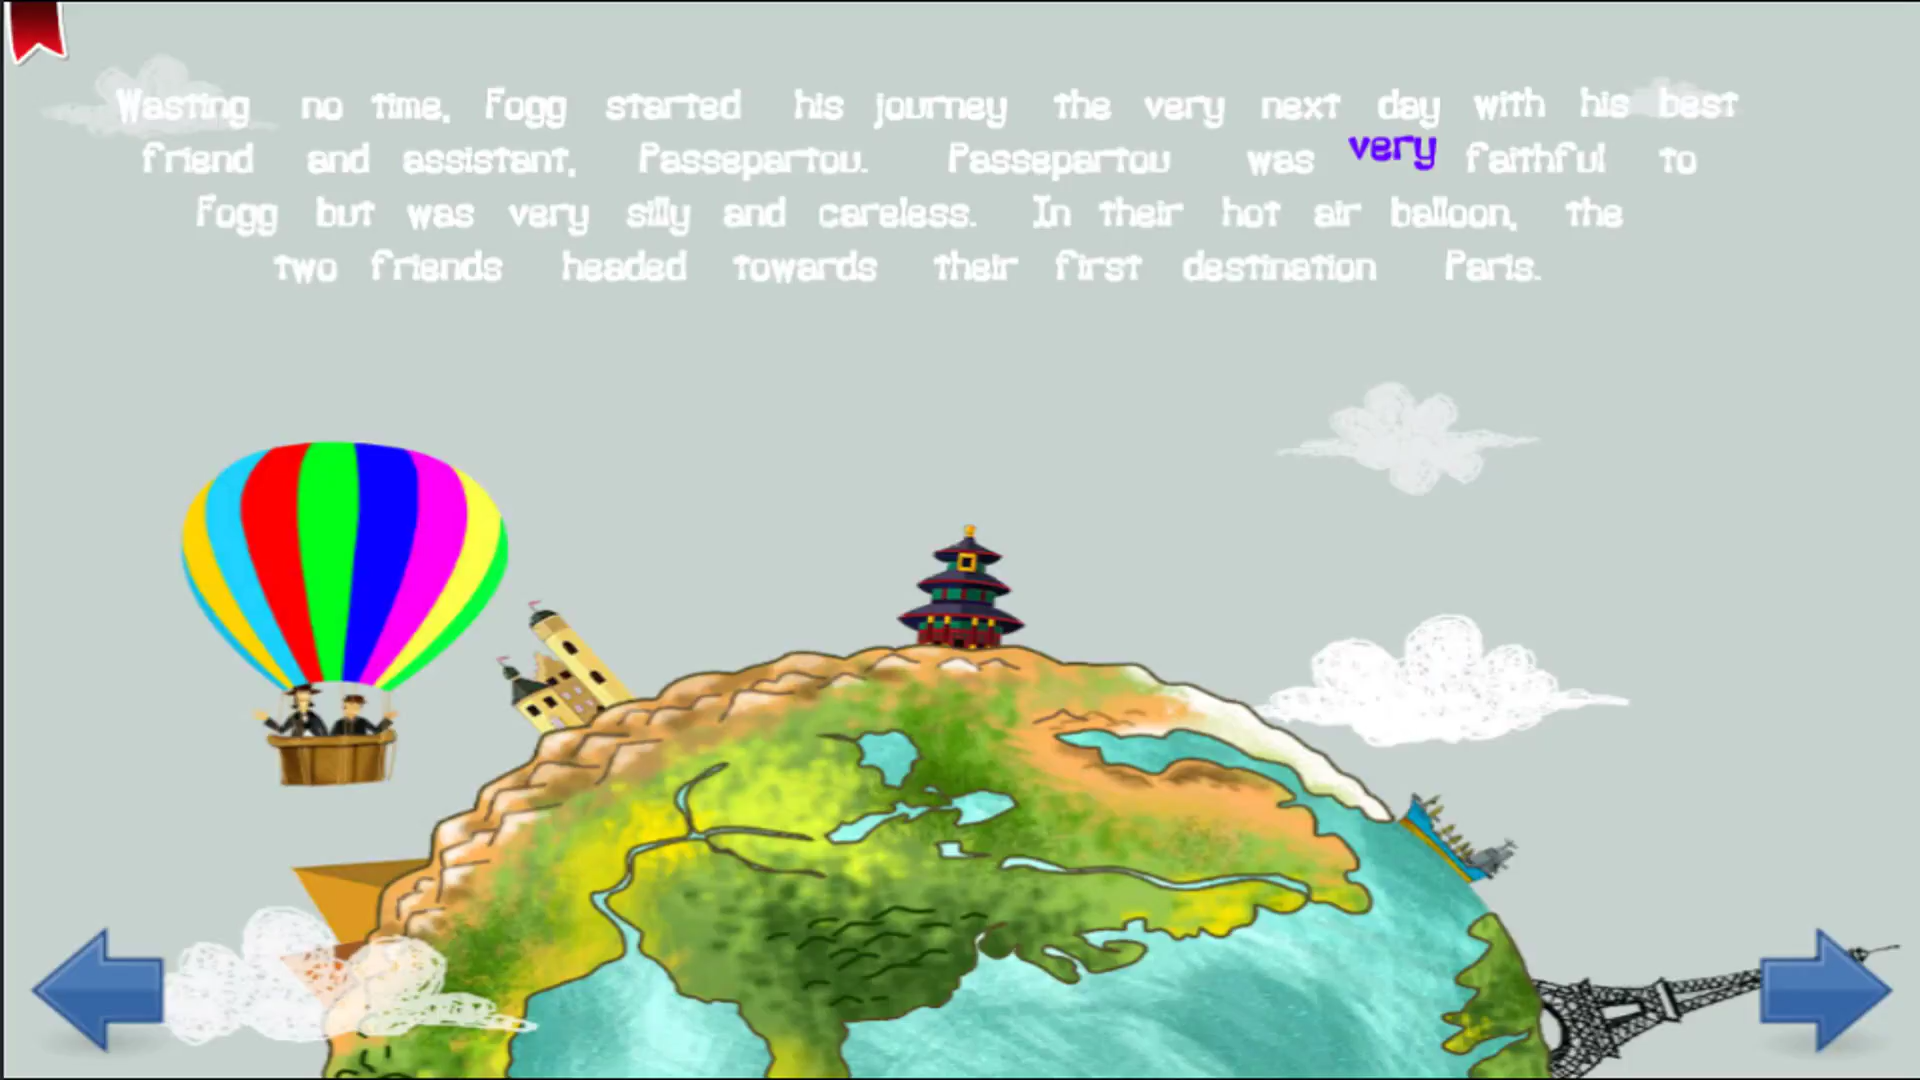 Wasting no time, Fogg started his journey the very next day with his best
friend and assistant, Passepartou. Passepartou was very faithful to
Fogg but was very silly and careless. In their hot air balloon, the
two friends headed towards their first destination Paris.